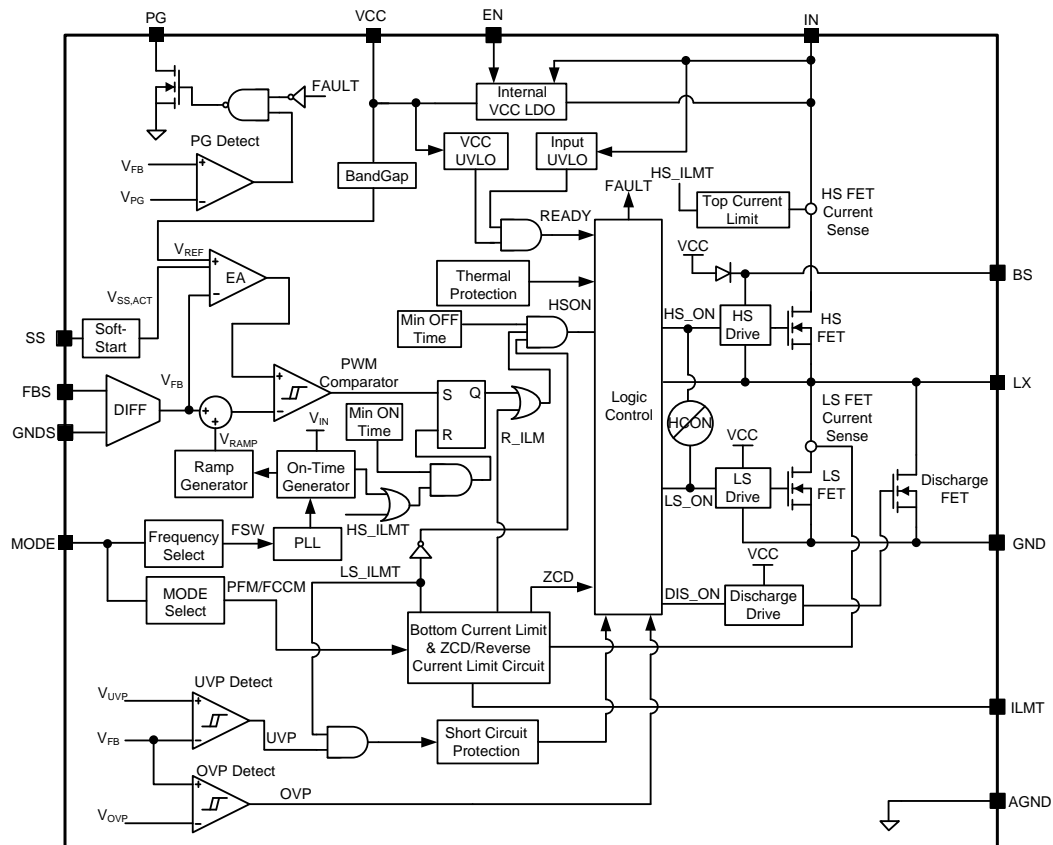 PG
VCC
EN
IN
FAULT
Internal
VCC LDO
PG Detect
VFB
+
VPG
−
VCC
UVLO
Input
UVLO
BandGap
FAULT
HS_ILMT
Top Current
Limit
HS FET
Current
Sense
READY
VREF
+
EA
−
VSS,ACT
Thermal
Protection
VCC
BS
SS
Soft-
Start
HSON
Min OFF
Time
HS_ON
HS
Drive
HS
FET
FBS
GNDS
DIFF
VFB
+
+
+
−
PWM
Comparator
S
Q
R
R_ILM
Logic
Control
HCON
LX
LS FET
Current
Sense
VRAMP
VIN
Min ON
Time
VCC
Ramp
Generator
On-Time
Generator
HS_ILMT
LS_ON
LS
Drive
LS
FET
Discharge
FET
MODE
Frequency
Select
FSW
PLL
GND
LS_ILMT
ZCD
VCC
MODE
Select
PFM/FCCM
DIS_ON
Discharge
Drive
Bottom Current Limit
& ZCD/Reverse
Current Limit Circuit
UVP Detect
VUVP
+
VFB
−
UVP
Short Circuit
Protection
ILMT
OVP Detect
+
OVP
VOVP
−
AGND